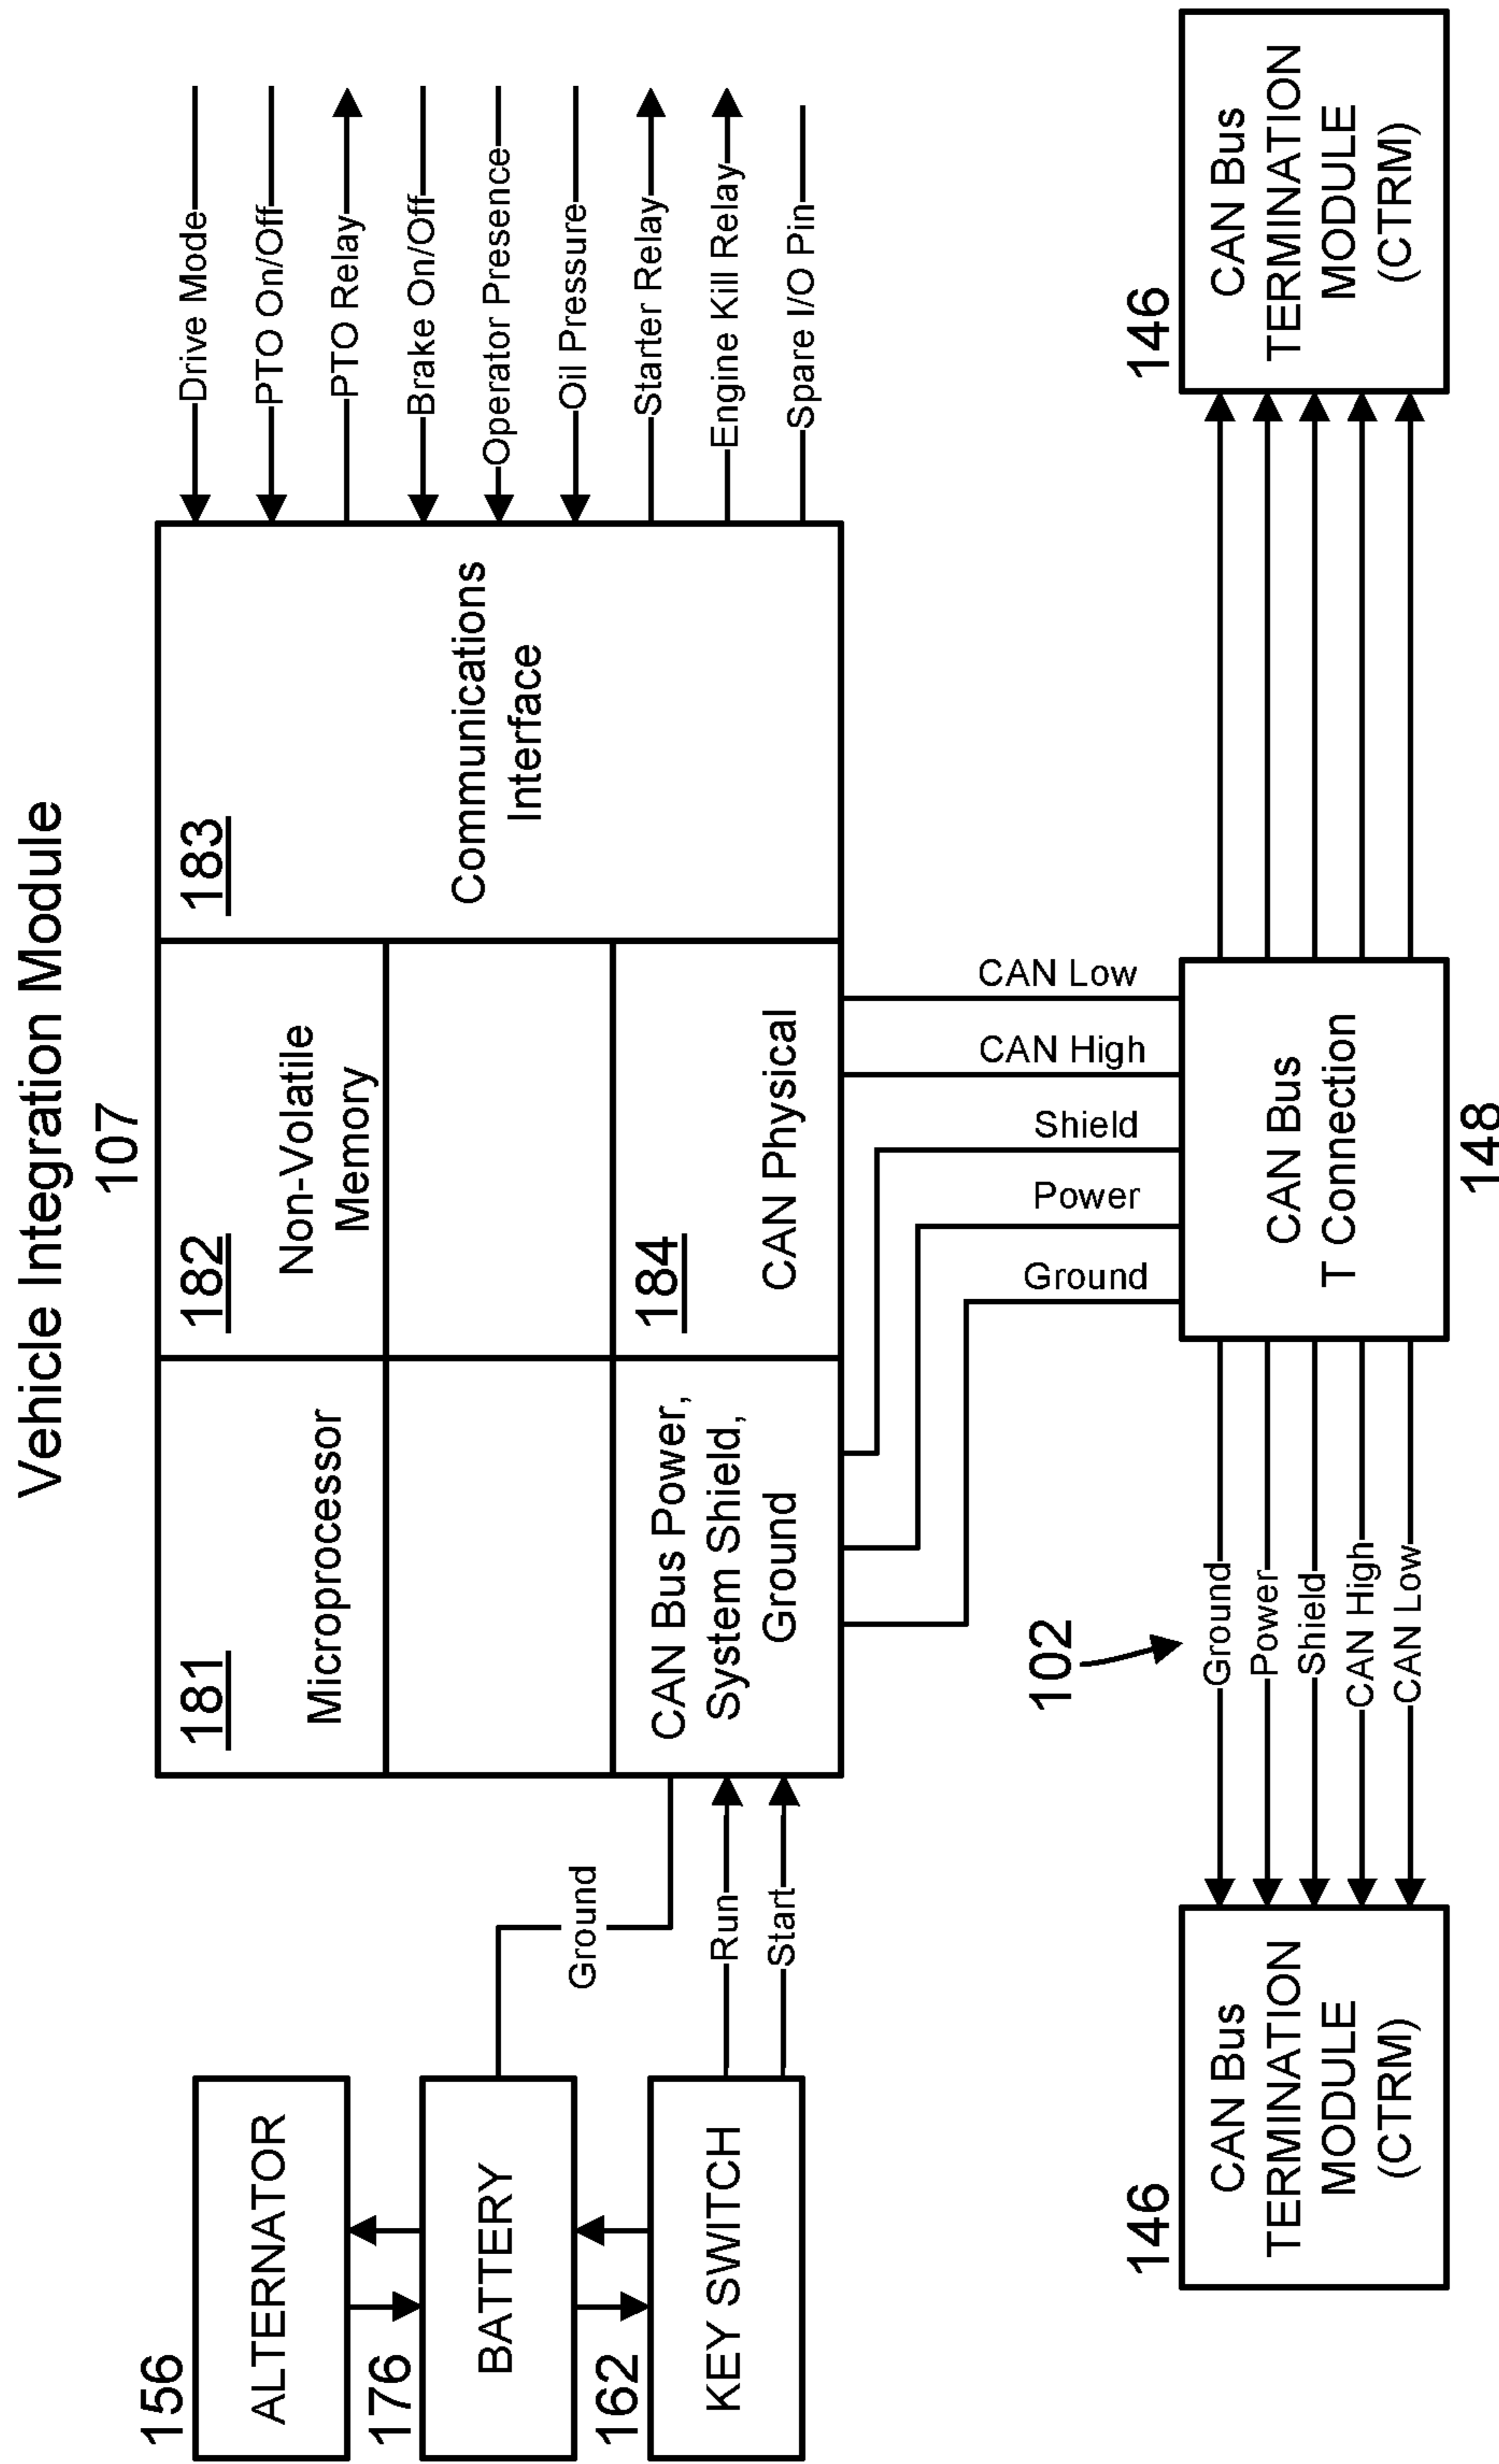 Vehicle Integration Module
107
156
ALTERNATOR
176
BATTERY
162
KEY SWITCH
Ground
Run
Start
181
Microprocessor
182
Non-Volatile
Memory
183
Communications
Interface
CAN Bus Power,
System Shield,
Ground
184
CAN Physical
Drive Mode
PTO On/Off
PTO Relay
Brake On/Off
Operator Presence
Oil Pressure
Starter Relay
Engine Kill Relay
Spare I/O Pin
CAN Low
CAN High
Shield
Power
Ground
146
CAN Bus
TERMINATION
MODULE
(CTRM)
102
Ground
Power
Shield
CAN High
CAN Low
CAN Bus
T Connection
148
146
CAN Bus
TERMINATION
MODULE
(CTRM)